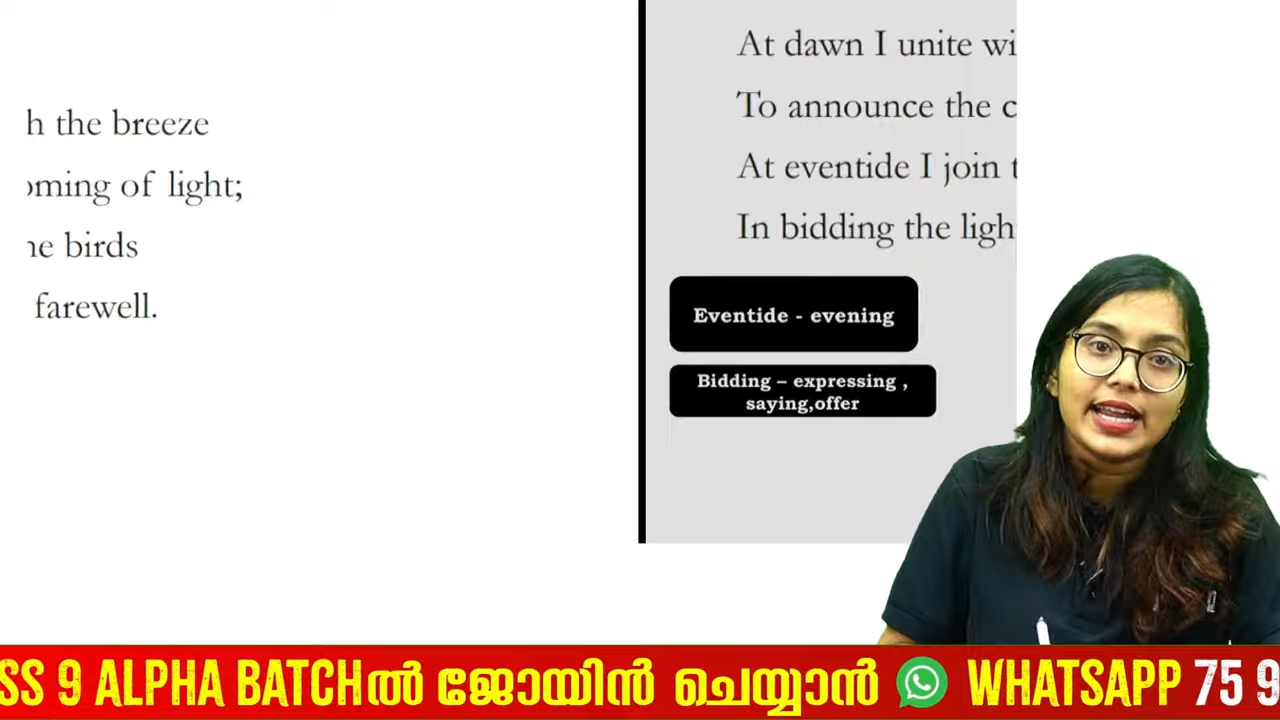 h the breeze
oming of light;
he birds
farewell.
At dawn I unite wi
To announce the c
At eventide I join t
In bidding the ligh
Eventide - evening
Bidding – expressing ,
saying,offer
SS 9 ALPHA BATCHൽ ജോയിൻ ചെയ്യാൻ WHATSAPP 75 9